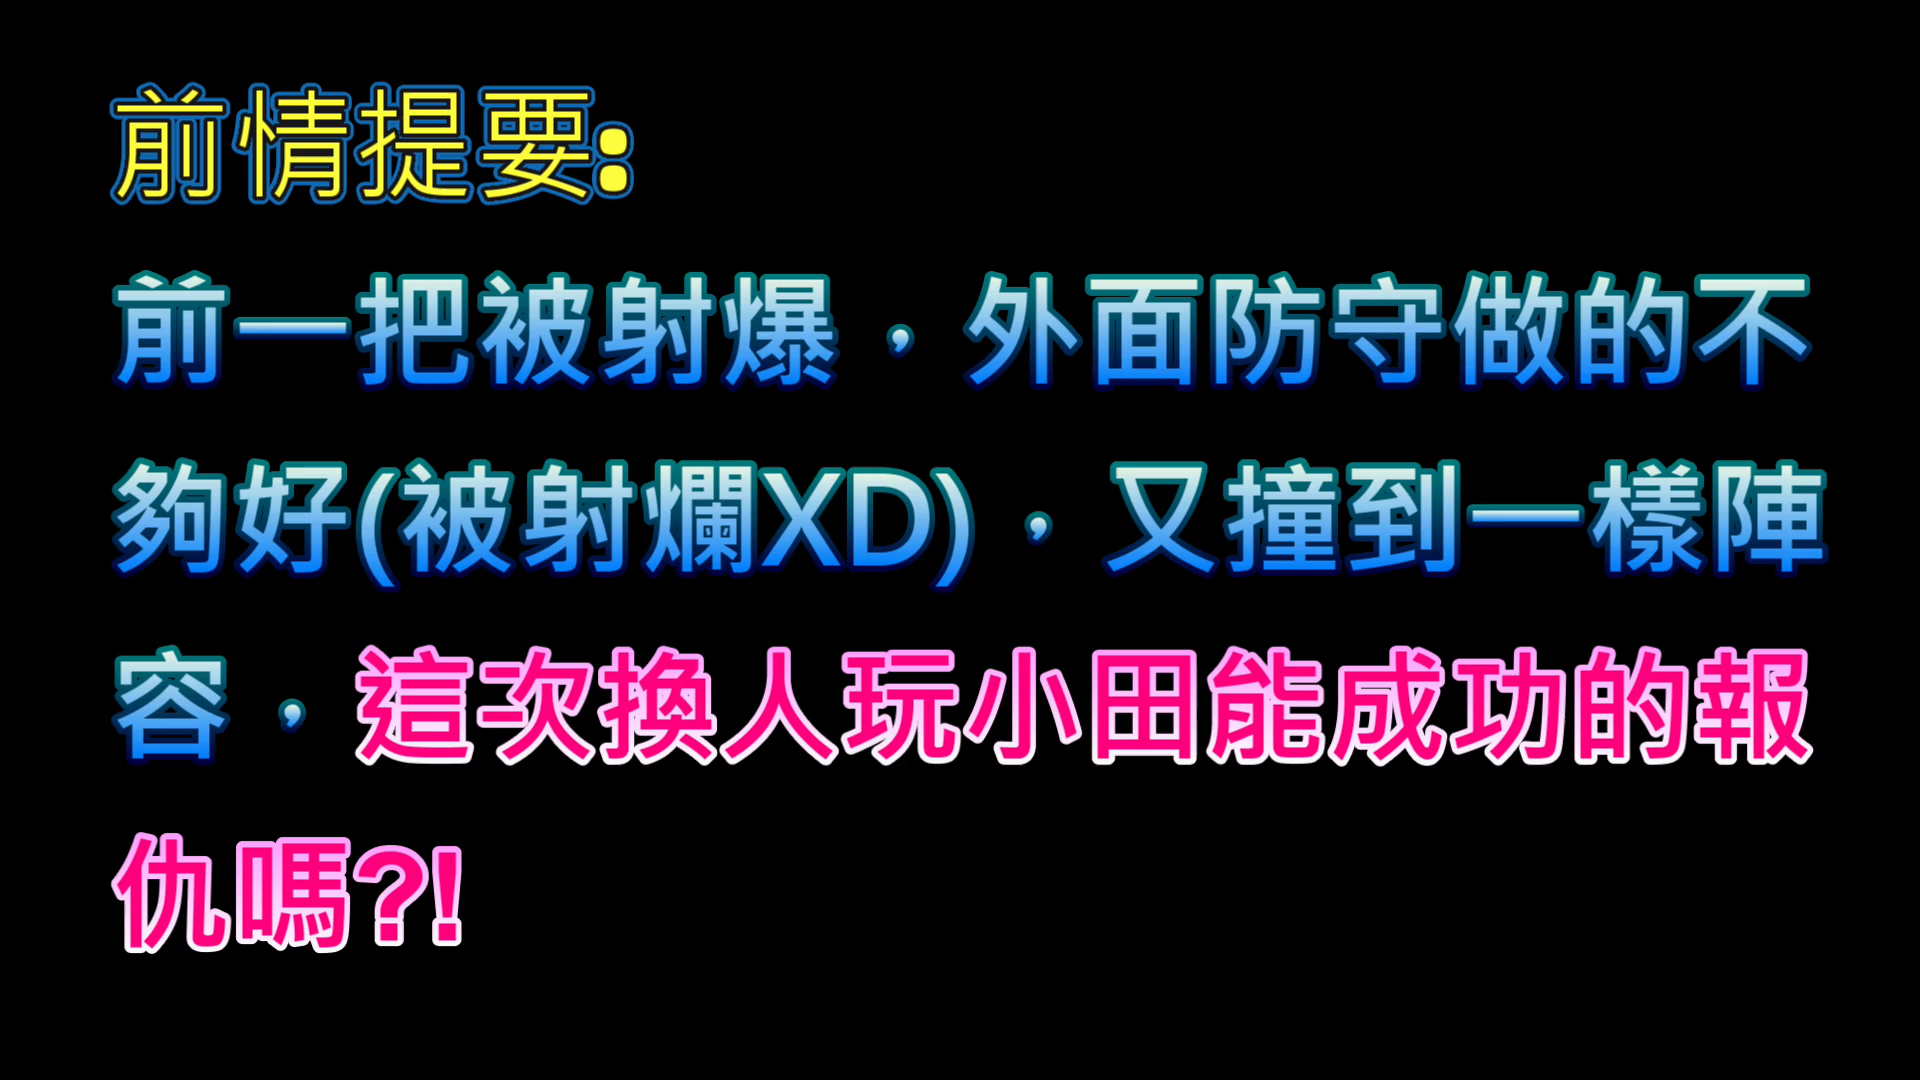 前情提要:
前一把被射爆，外面防守做的不
夠好(被射爛XD)，又撞到一樣陣
容，這次換人玩小田能成功的報
仇嗎?!